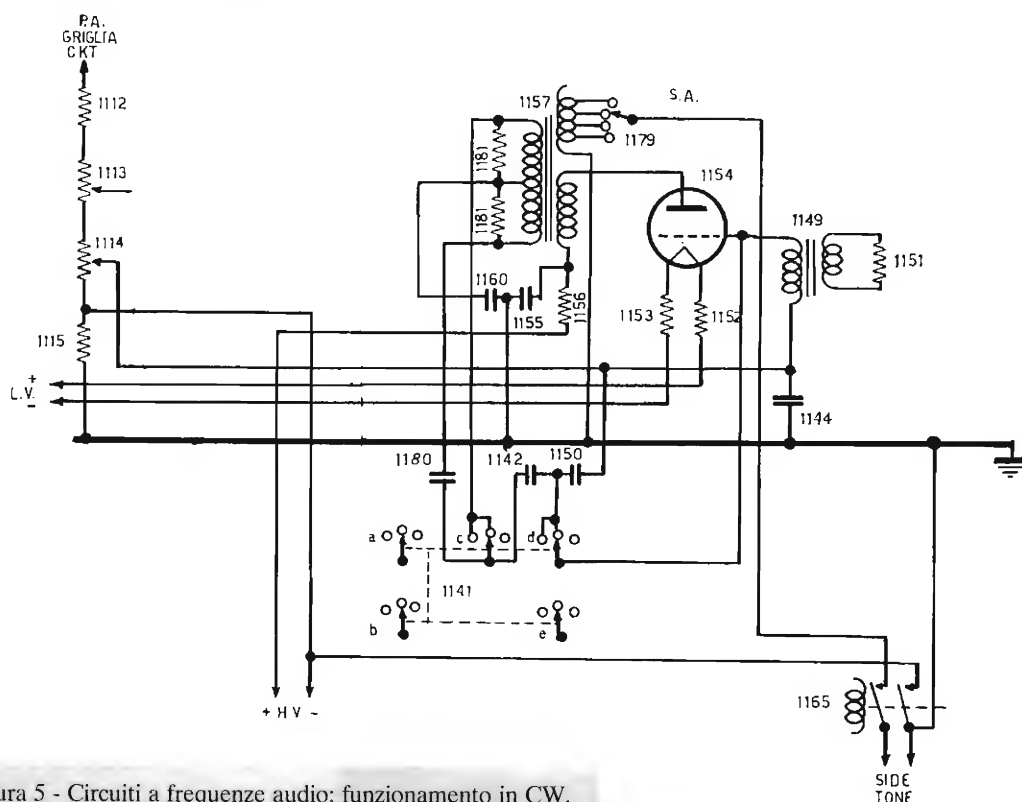 P.A.
GRIGLIA
CKT
1112
1113
1114
1115
+
L.V.
-
1157
S.A.
1179
1181
1181
1154
1149
1151
1160
1155
1156
1153
1152
1144
1180
1142
1150
a
c
d
1141
b
e
+ H V -
1165
SIDE
TONE
ura 5 - Circuiti a frequenze audio: funzionamento in CW.